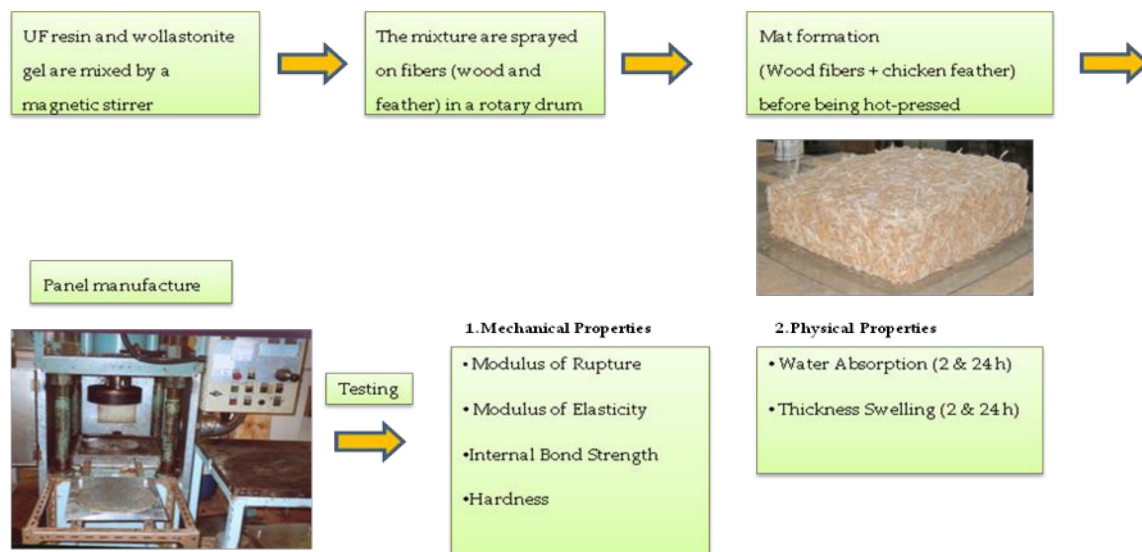 UF resin and wollastonite
gel are mixed by a
magnetic stirrer
The mixture are sprayed
on fibers (wood and
feather) in a rotary drum
Mat formation
(Wood fibers + chicken feather)
before being hot-pressed
Panel manufacture
Testing
1.Mechanical Properties
•Modulus of Rupture
•Modulus of Elasticity
•Internal Bond Strength
•Hardness
2.Physical Properties
•Water Absorption (2 & 24 h)
•Thickness Swelling (2 & 24 h)